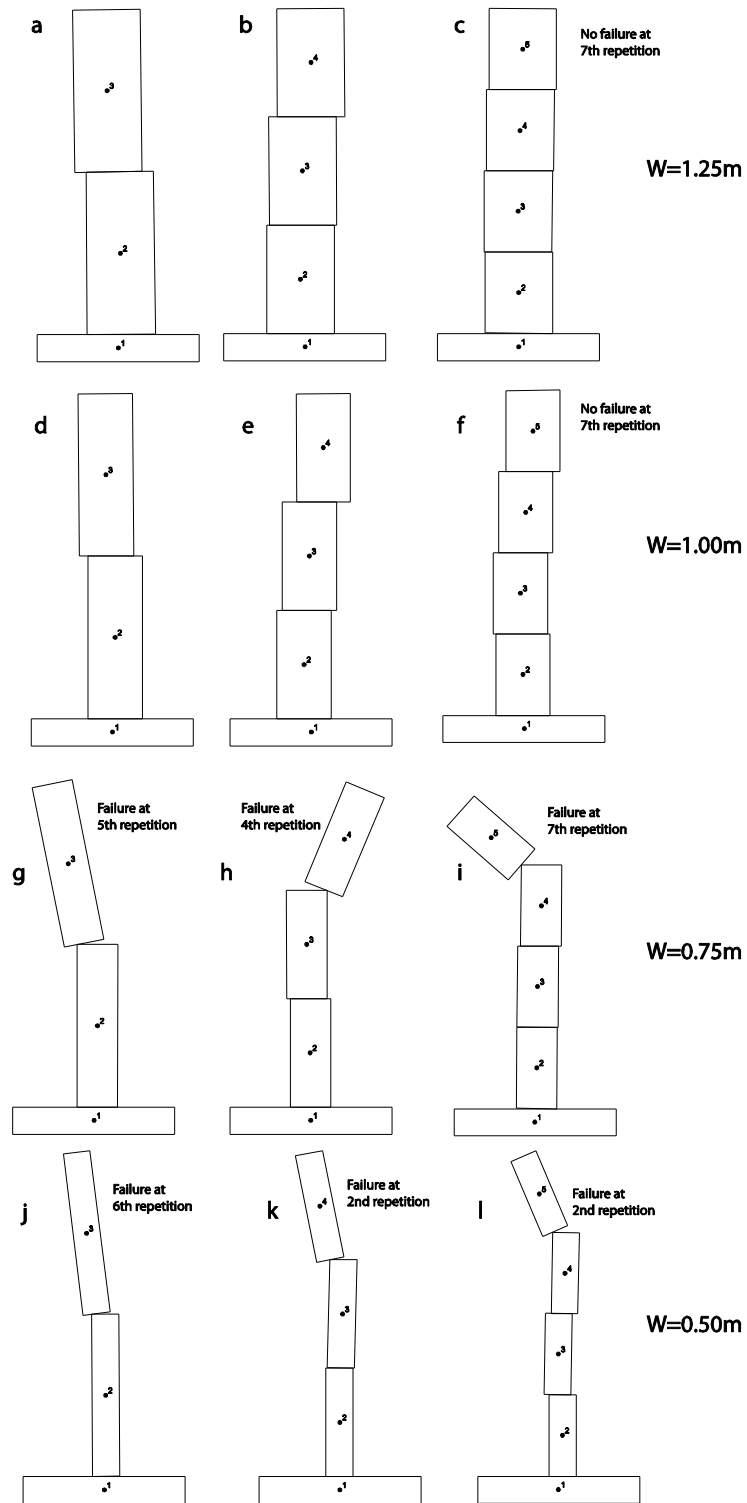 a
b
c
No failure at
7th repetition
3
4
5
4
3
W=1.25m
2
3
2
2
1
1
1
d
e
f
No failure at
7th repetition
3
4
5
4
W=1.00m
3
3
2
2
2
1
1
1
Failure at
5th repetition
Failure at
4th repetition
Failure at
7th repetition
g
h
i
3
4
5
4
W=0.75m
3
3
2
2
2
1
1
1
j
Failure at
6th repetition
k
Failure at
2nd repetition
l
Failure at
2nd repetition
3
4
5
4
W=0.50m
3
3
2
2
2
1
1
1